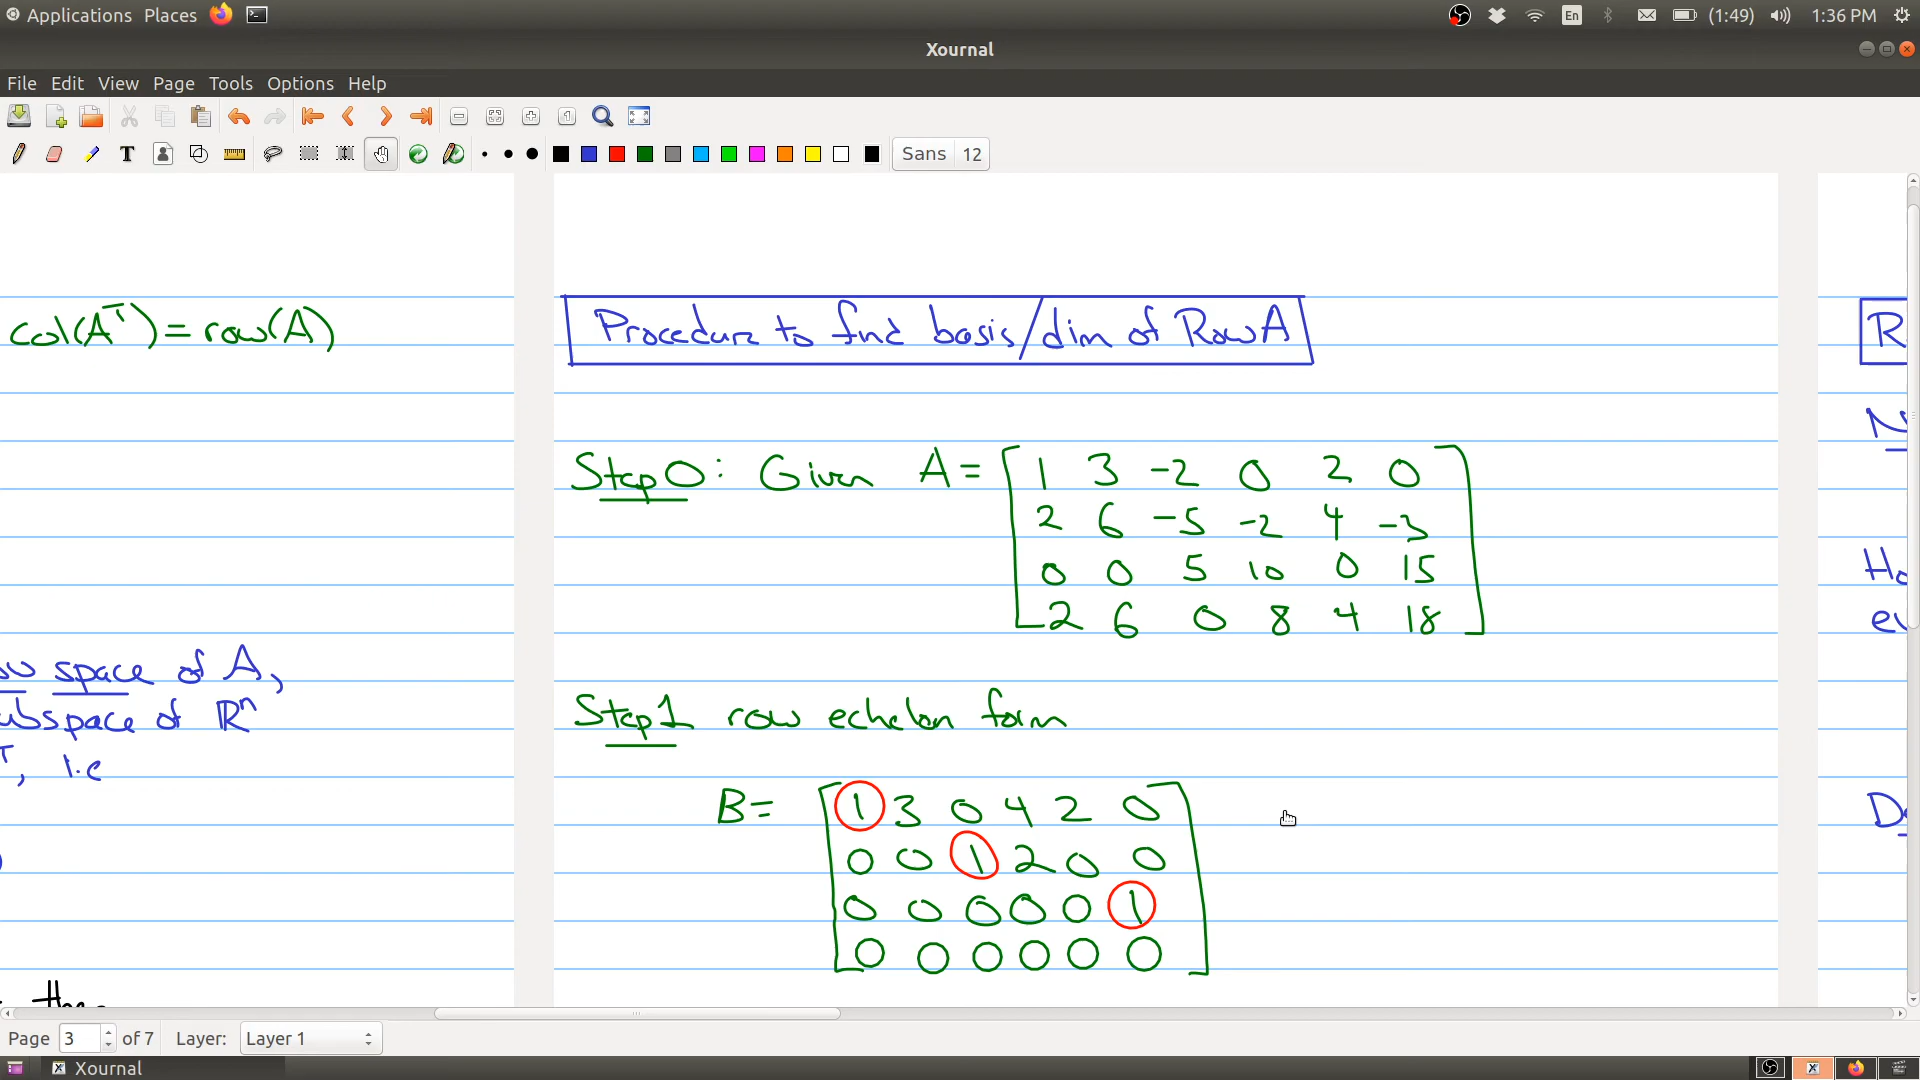 Applications Places En (1:49) 1:36 PM
Xournal
File Edit View Page Tools Options Help
Sans 12
col(Aᵀ) = row(A)
space of A,
subspace of ℝⁿ
T, i.e
Procedure to find basis/dim of Row A
Step 0: Given A = [ 1 3 -2 0 2 0
2 6 -5 -2 4 -3
0 0 5 10 0 15
2 6 0 8 4 18 ]
Step 1 row echelon form
B = [ 1 3 0 4 2 0
0 0 1 2 0 0
0 0 0 0 0 1
0 0 0 0 0 0 ]
R
Page 3 of 7 Layer: Layer 1
Xournal